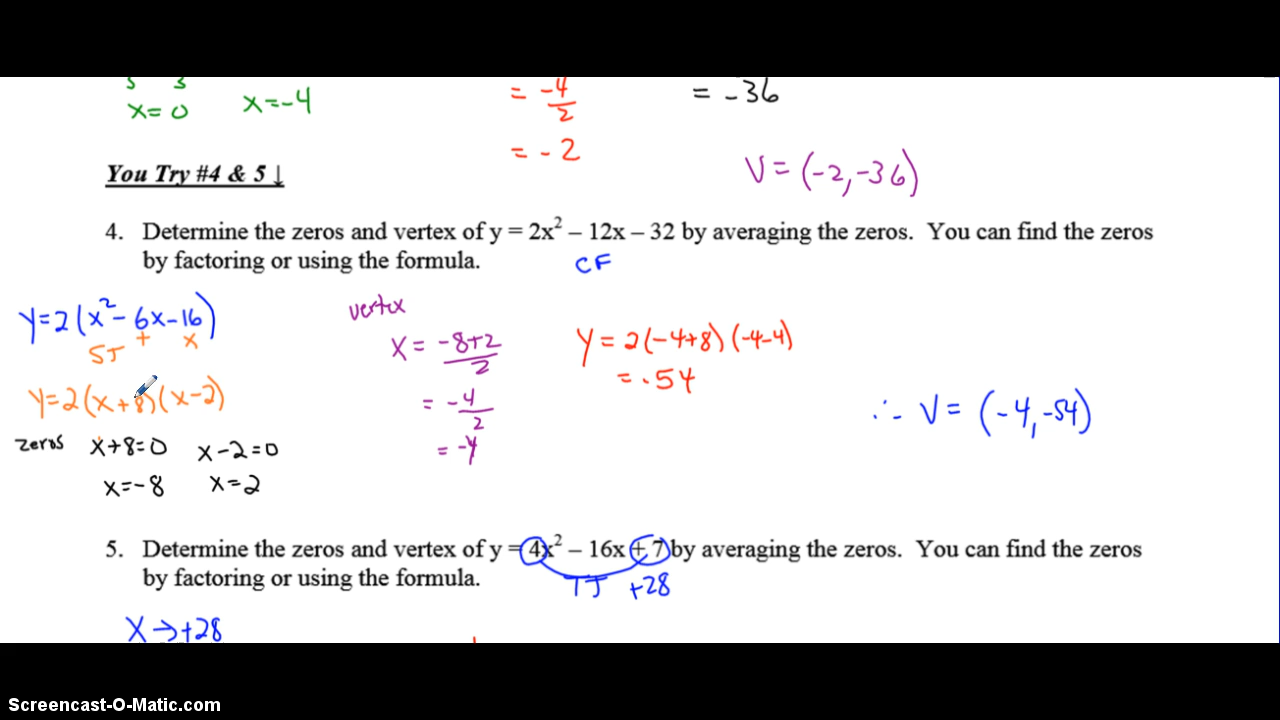 x=0 x=-4
= -4/2
= -2
= -36
V = (-2, -36)
You Try #4 & 5↓
4. Determine the zeros and vertex of y = 2x² – 12x – 32 by averaging the zeros. You can find the zeros
by factoring or using the formula.
CF
y=2(x²-6x-16)
ST + x
y=2(x+8)(x-2)
zeros x+8=0 x-2=0
x=-8 x=2
vertex
x = -8+2/2
= -4/2
= -4
y = 2(-4+8)(-4-4)
= -54
∴ V = (-4, -54)
5. Determine the zeros and vertex of y = 4x² – 16x + 7 by averaging the zeros. You can find the zeros
by factoring or using the formula.
TJ +28
X → +28
Screencast-O-Matic.com